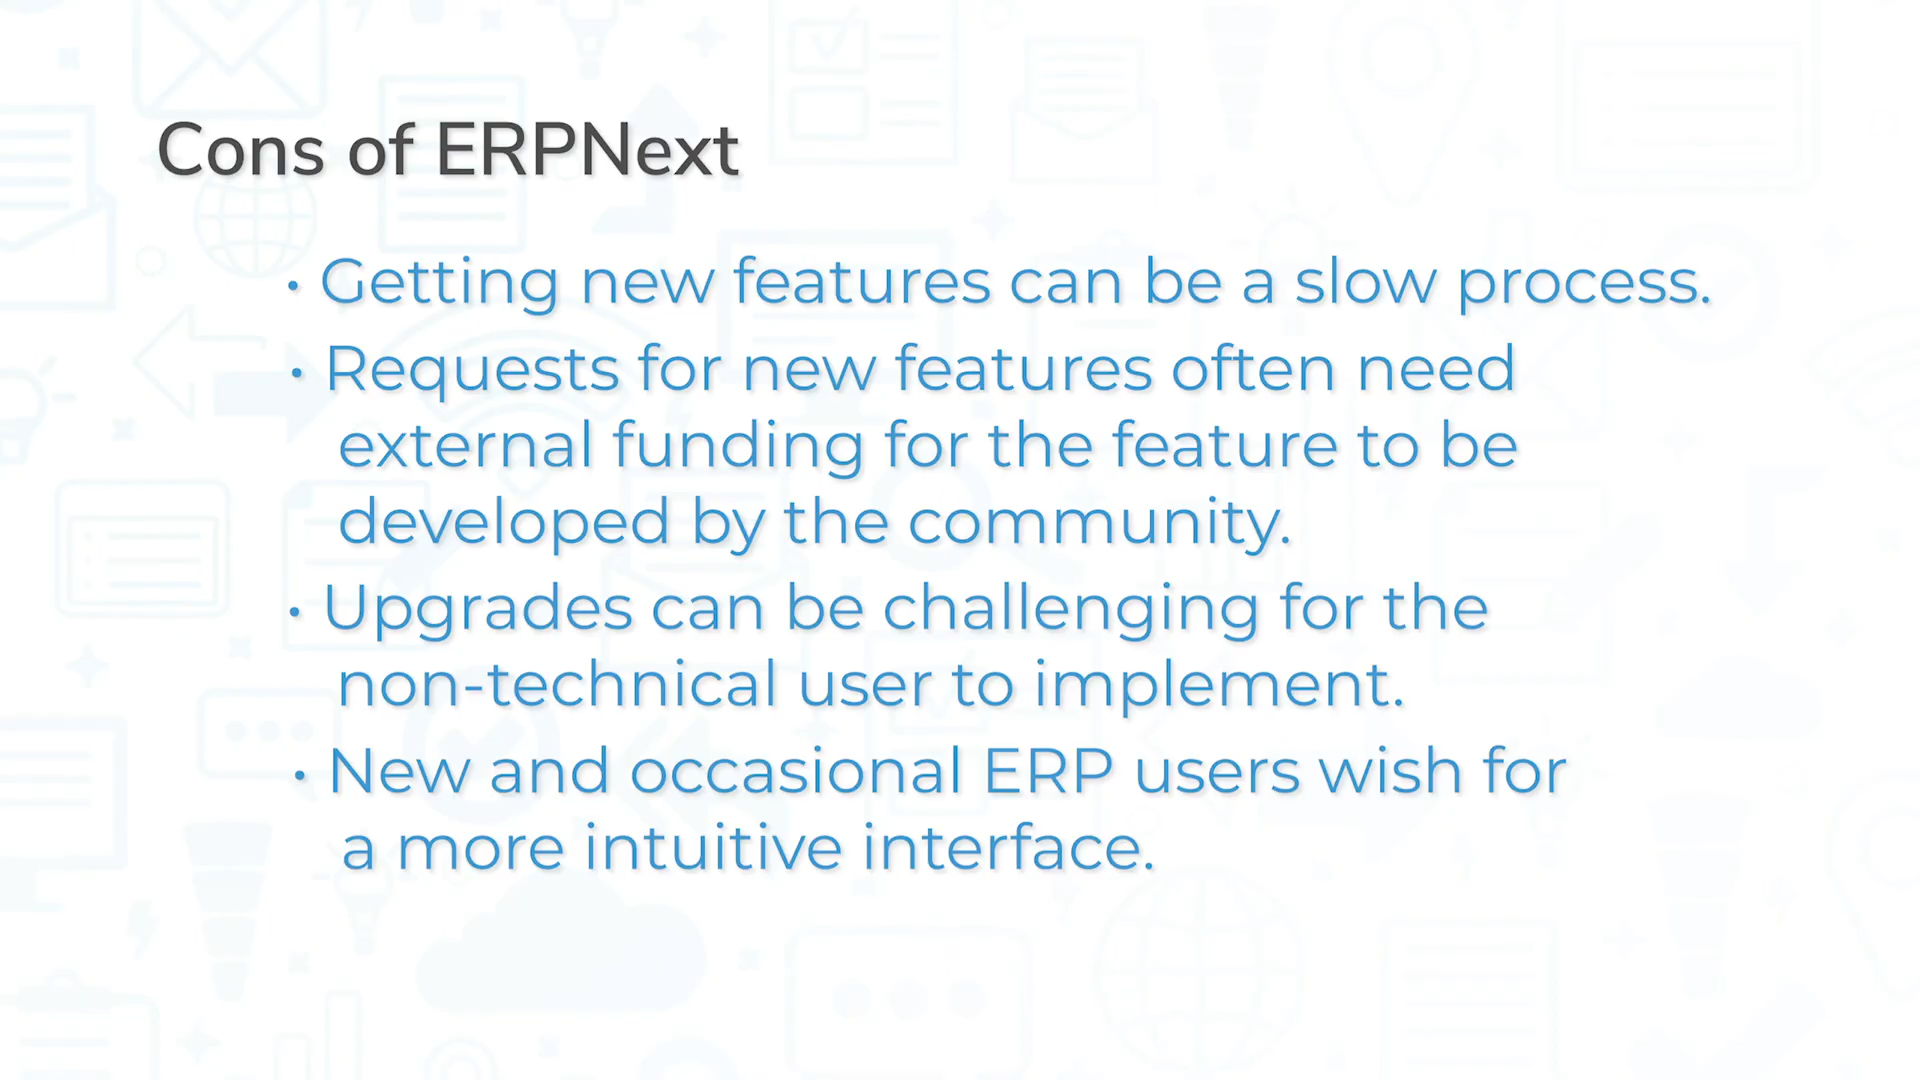 Cons of ERPNext
• Getting new features can be a slow process.
• Requests for new features often need
external funding for the feature to be
developed by the community.
• Upgrades can be challenging for the
non-technical user to implement.
• New and occasional ERP users wish for
a more intuitive interface.